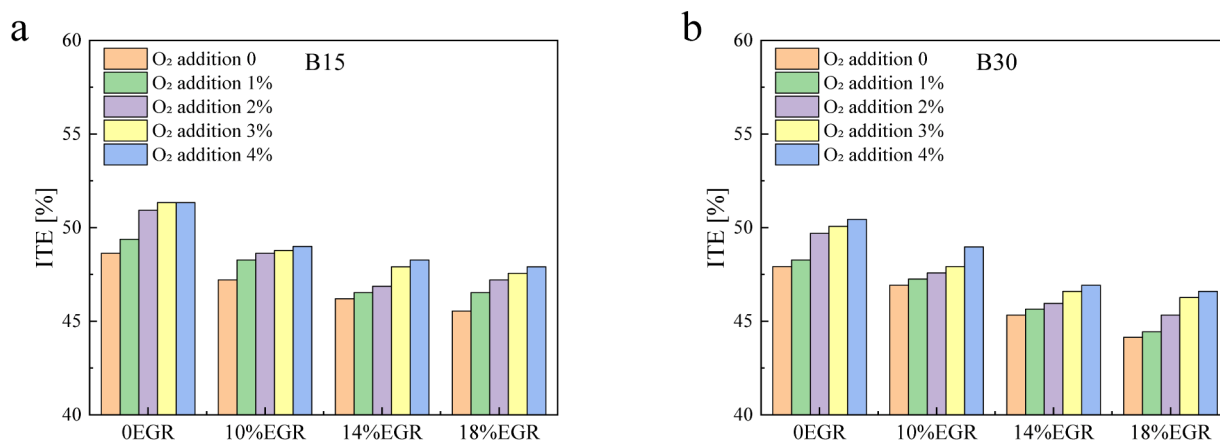 a
60
55
50
45
40
ITE [%]
O₂ addition 0
O₂ addition 1%
O₂ addition 2%
O₂ addition 3%
O₂ addition 4%
B15
0EGR 10%EGR 14%EGR 18%EGR
b
60
55
50
45
40
ITE [%]
O₂ addition 0
O₂ addition 1%
O₂ addition 2%
O₂ addition 3%
O₂ addition 4%
B30
0EGR 10%EGR 14%EGR 18%EGR